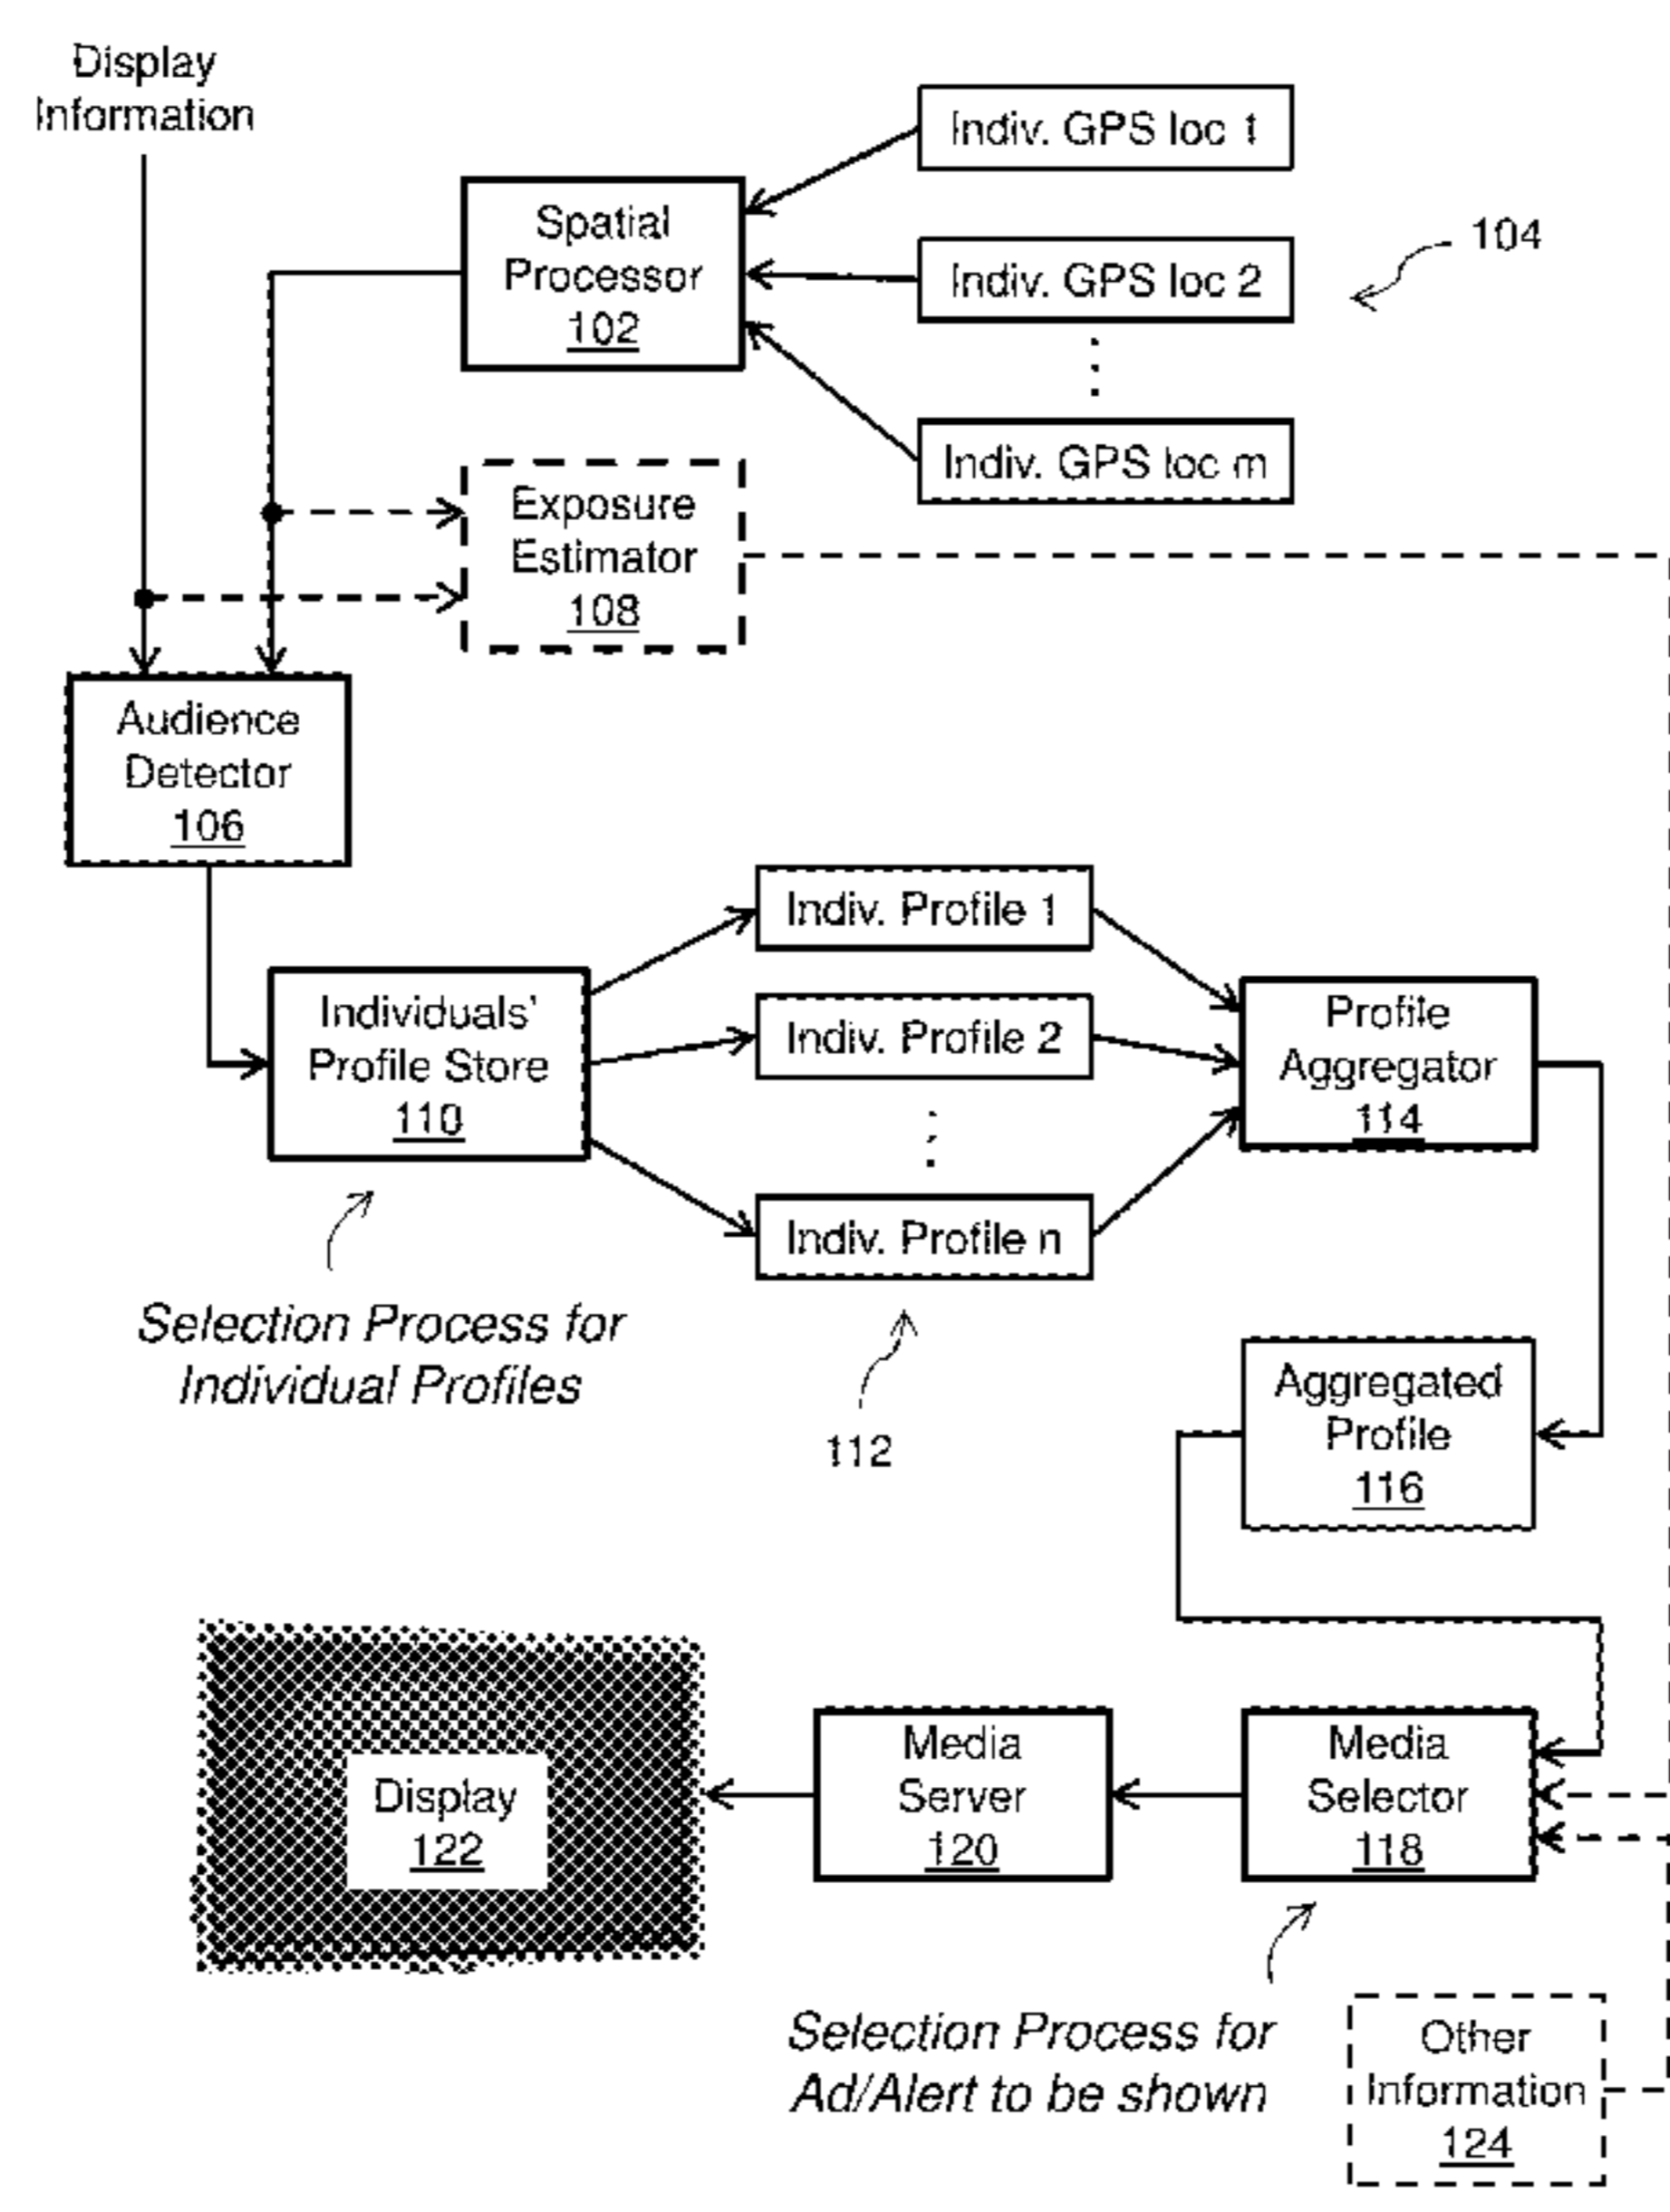 Display
Information
Indiv. GPS loc 1
Spatial
Processor
102
Indiv. GPS loc 2
104
Indiv. GPS loc m
Exposure
Estimator
108
Audience
Detector
106
Indiv. Profile 1
Individuals'
Profile Store
110
Indiv. Profile 2
Profile
Aggregator
114
Indiv. Profile n
Selection Process for
Individual Profiles
112
Aggregated
Profile
116
Display
122
Media
Server
120
Media
Selector
118
Selection Process for
Ad/Alert to be shown
Other
Information
124